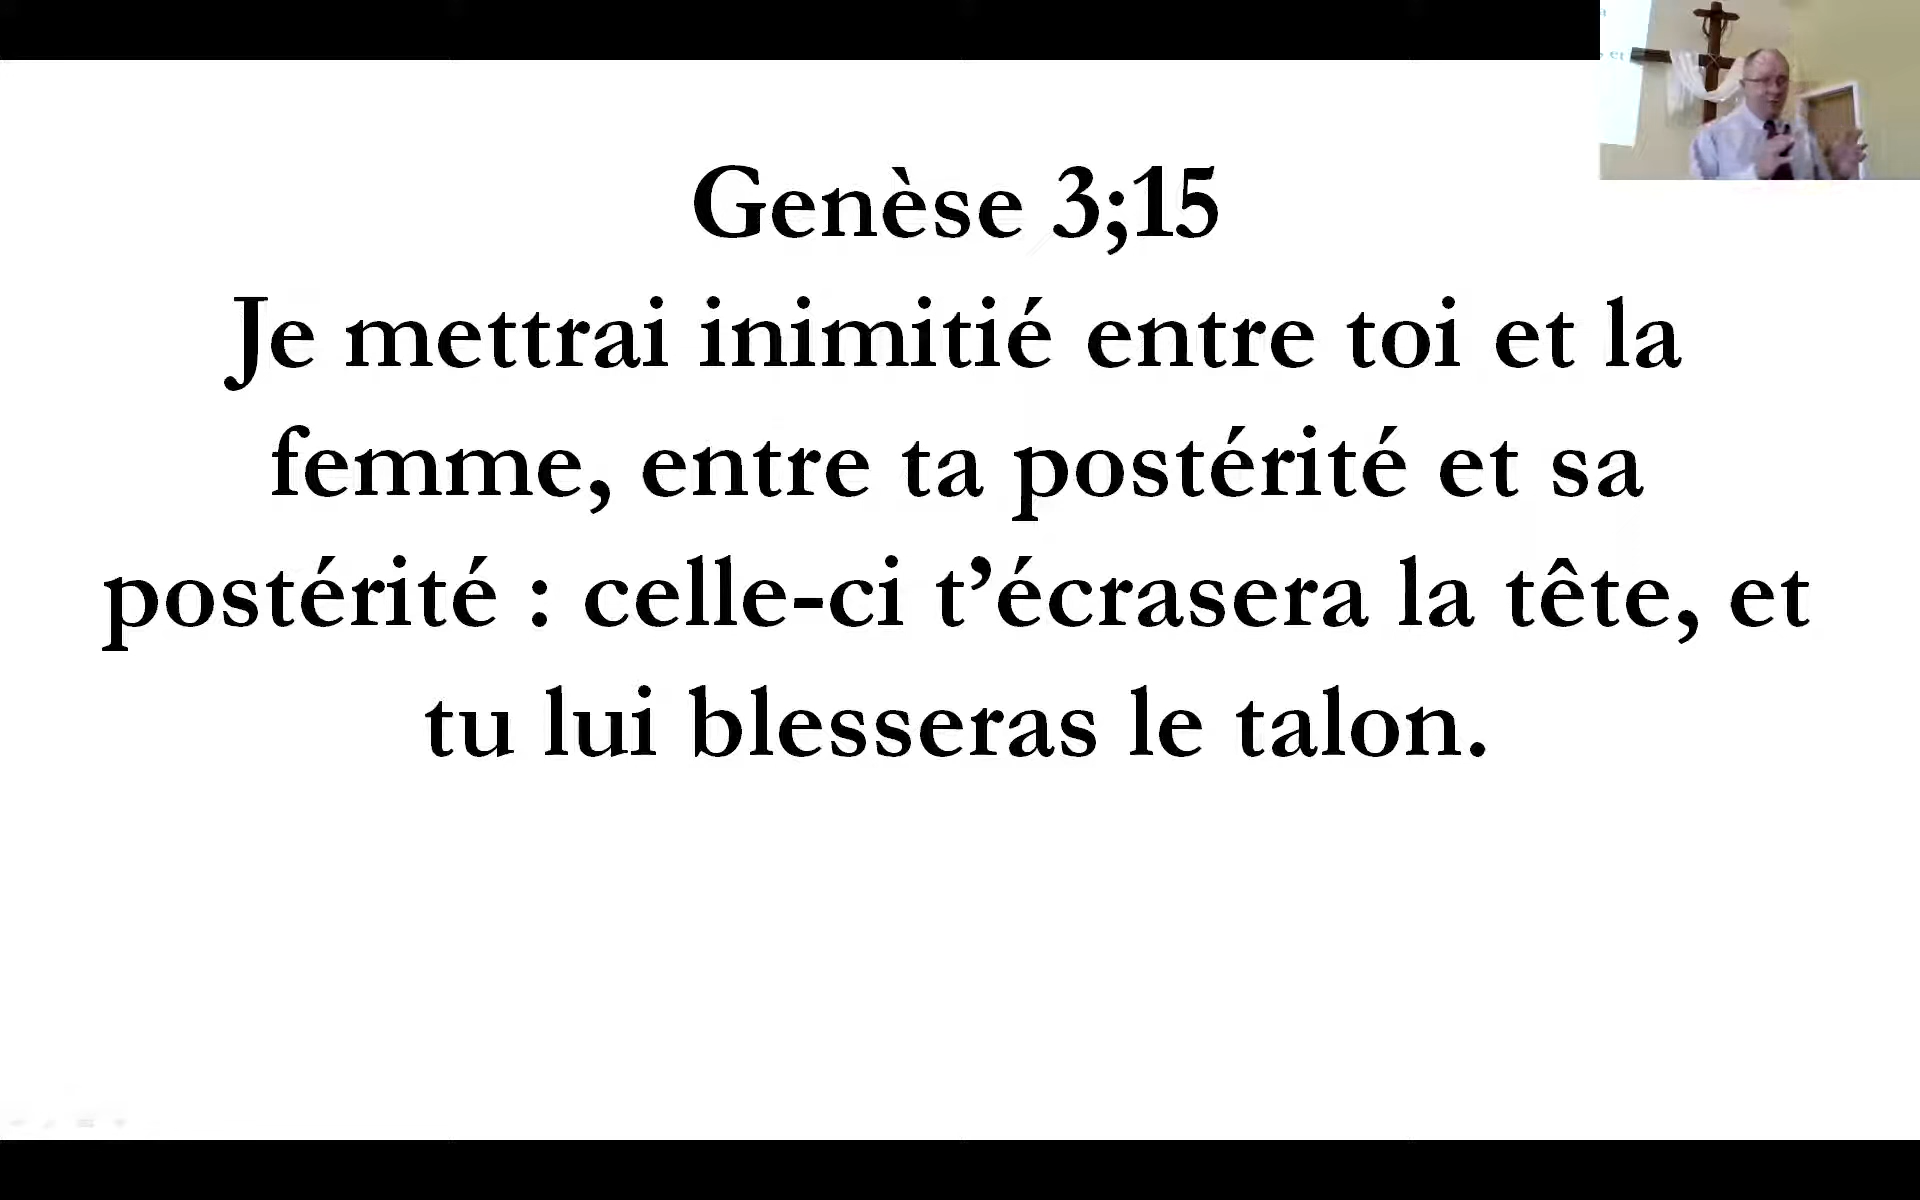 Genèse 3;15
Je mettrai inimitié entre toi et la
femme, entre ta postérité et sa
postérité : celle-ci t’écrasera la tête, et
tu lui blesseras le talon.